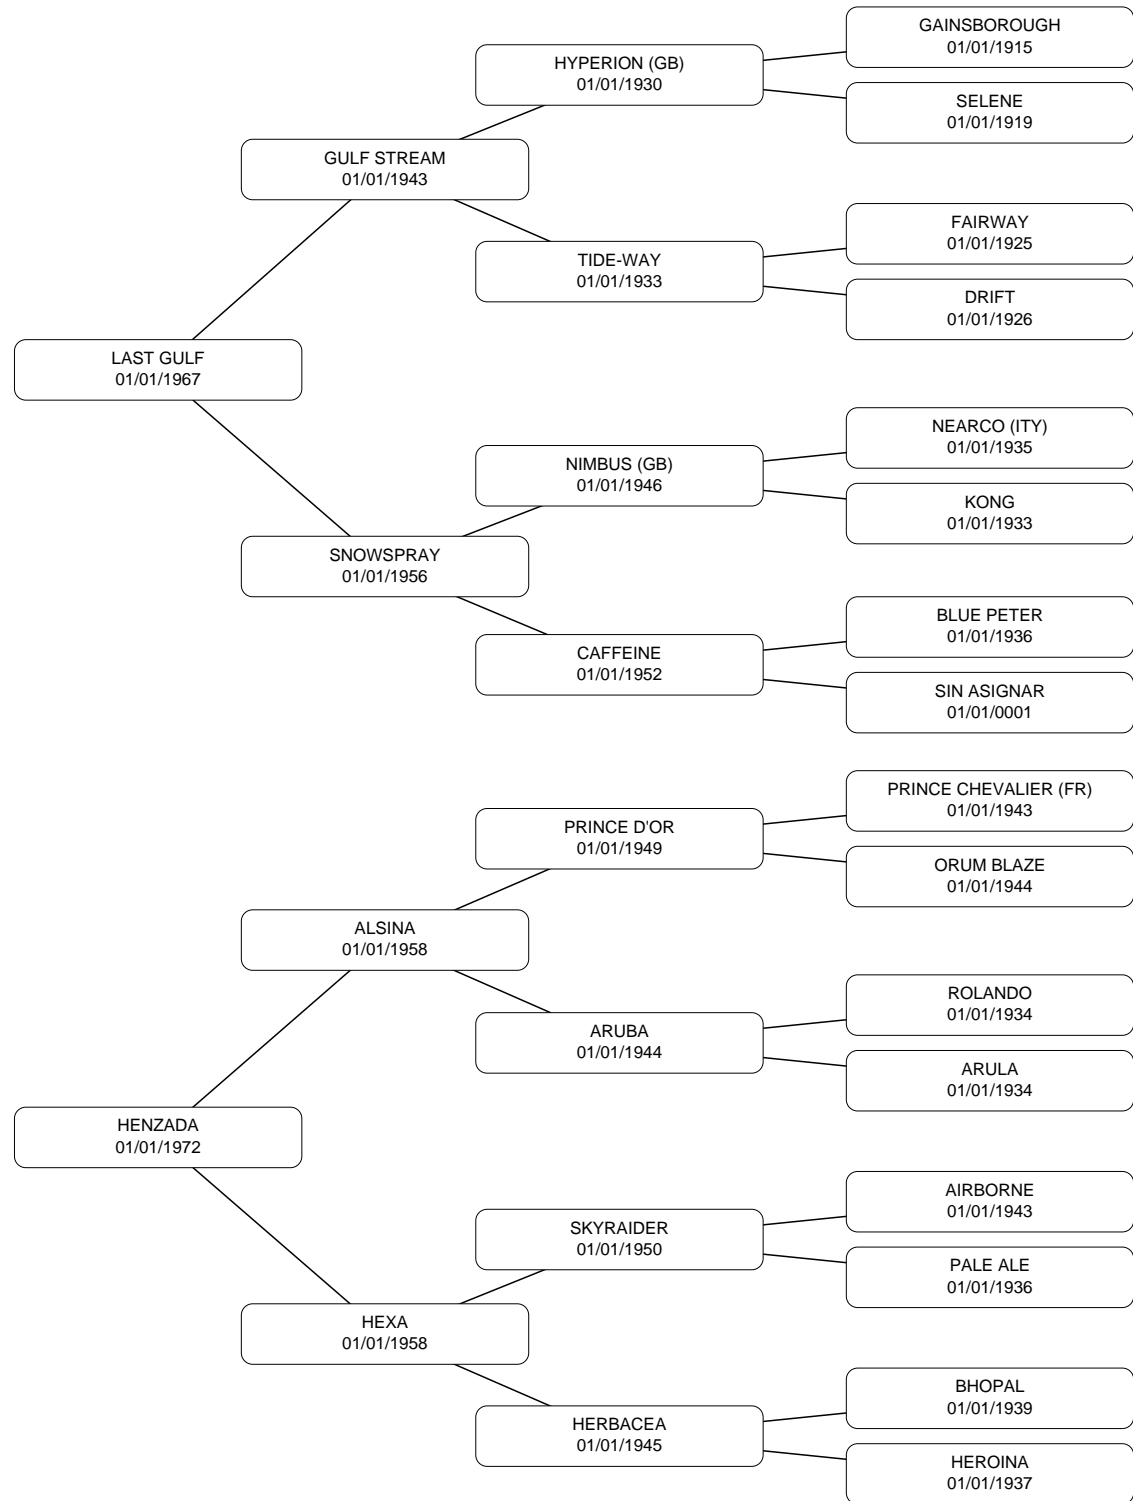 GAINSBOROUGH
01/01/1915
HYPERION (GB)
01/01/1930
SELENE
01/01/1919
GULF STREAM
01/01/1943
FAIRWAY
01/01/1925
TIDE-WAY
01/01/1933
DRIFT
01/01/1926
LAST GULF
01/01/1967
NEARCO (ITY)
01/01/1935
NIMBUS (GB)
01/01/1946
KONG
01/01/1933
SNOWSPRAY
01/01/1956
BLUE PETER
01/01/1936
CAFFEINE
01/01/1952
SIN ASIGNAR
01/01/0001
PRINCE CHEVALIER (FR)
01/01/1943
PRINCE D'OR
01/01/1949
ORUM BLAZE
01/01/1944
ALSINA
01/01/1958
ROLANDO
01/01/1934
ARUBA
01/01/1944
ARULA
01/01/1934
HENZADA
01/01/1972
AIRBORNE
01/01/1943
SKYRAIDER
01/01/1950
PALE ALE
01/01/1936
HEXA
01/01/1958
BHOPAL
01/01/1939
HERBACEA
01/01/1945
HEROINA
01/01/1937